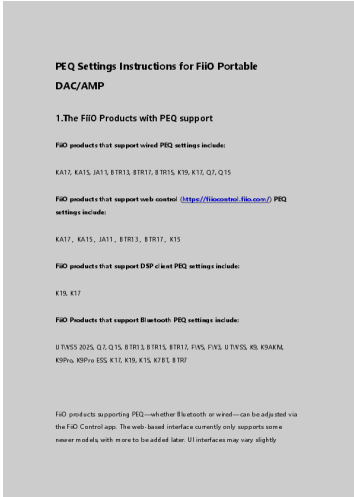 PEQ Settings Instructions for FiiO Portable
DAC/AMP
1.The FiiO Products with PEQ support
FiiO products that support wired PEQ settings include:
KA17, KA15, JA11, BTR13, BTR17, BTR15, K19, K17, Q7, Q15
FiiO products that support web control (https://fiiocontrol.fiio.com/) PEQ
settings include:
KA17, KA15, JA11, BTR13, BTR17, K15
FiiO products that support DSP client PEQ settings include:
K19, K17
FiiO Products that support Bluetooth PEQ settings include:
UTWS5 2025, Q7, Q15, BTR13, BTR15, BTR17, FW5, FW3, UTWS5, K9, K9AKM,
K9Pro, K9Pro ESS, K17, K19, K15, K7BT, BTR7
FiiO products supporting PEQ—whether Bluetooth or wired—can be adjusted via
the FiiO Control app. The web-based interface currently only supports some
newer models, with more to be added later. UI interfaces may vary slightly